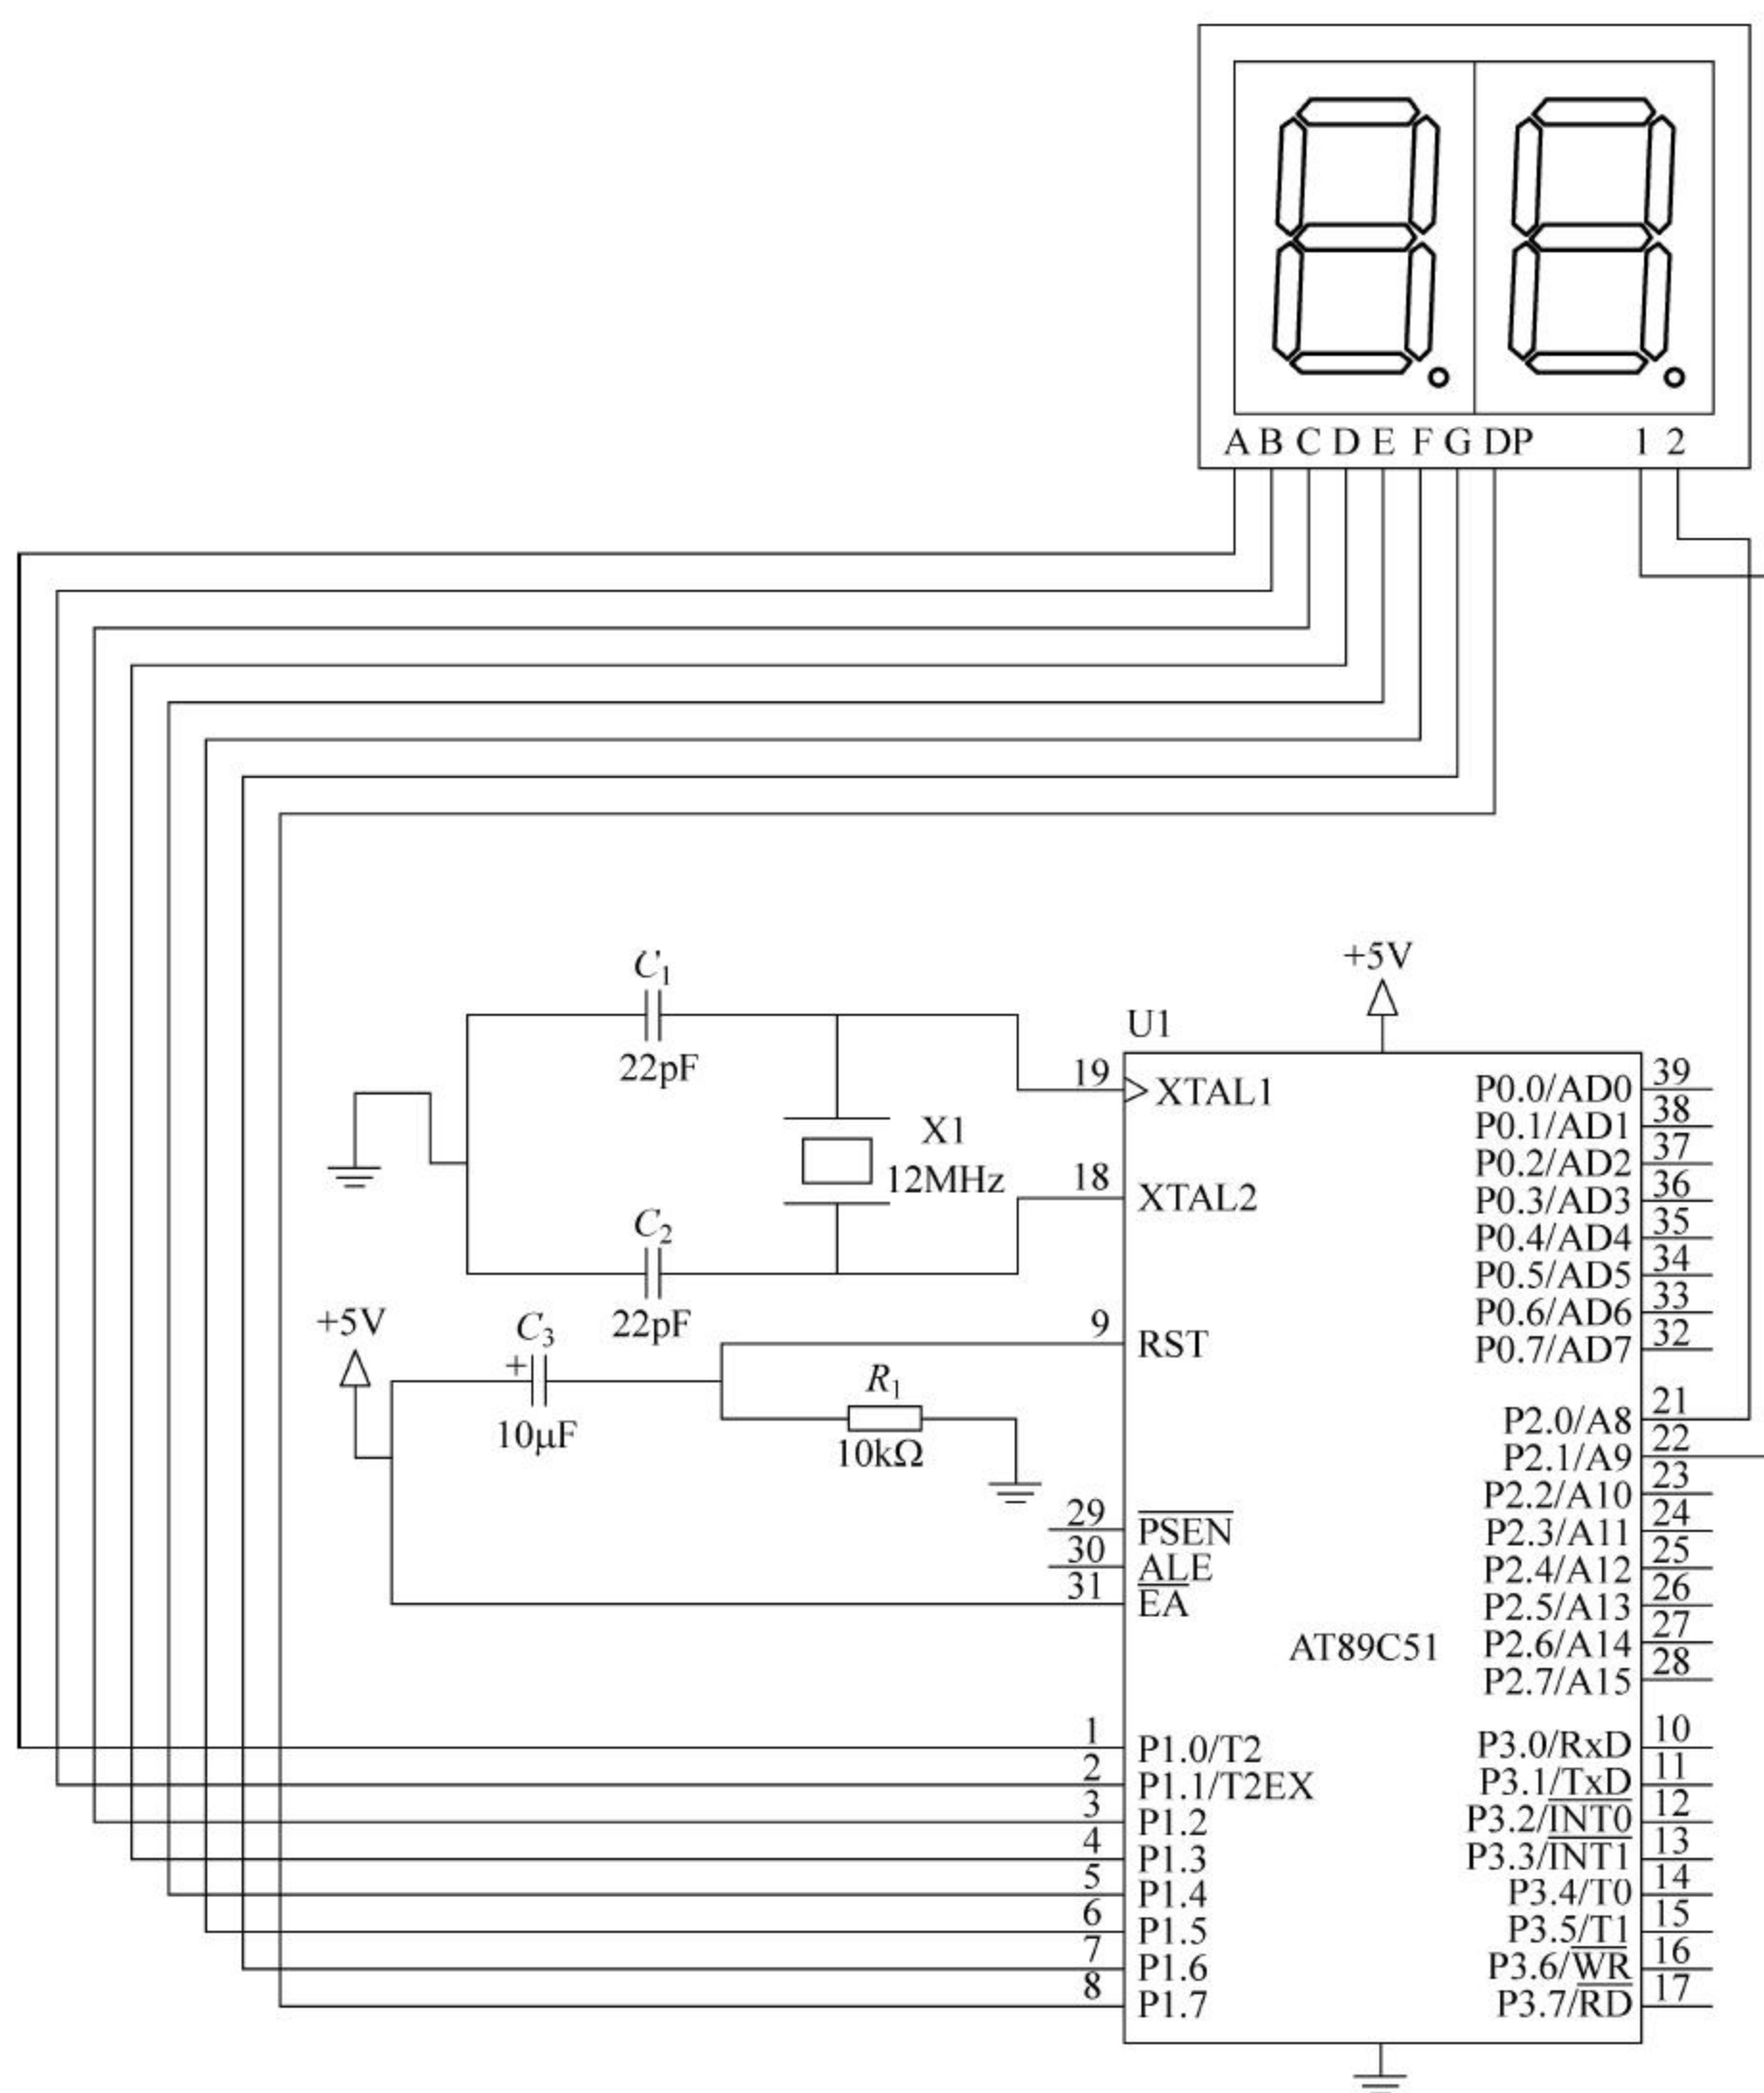 A B C D E F G DP 1 2
+5V
C1
22pF
U1
X1
12MHz
C2
22pF
+5V
C3
+
10μF
R1
10kΩ
19 XTAL1
18 XTAL2
9 RST
29 PSEN
30 ALE
31 EA
AT89C51
1 P1.0/T2
2 P1.1/T2EX
3 P1.2
4 P1.3
5 P1.4
6 P1.5
7 P1.6
8 P1.7
P0.0/AD0 39
P0.1/AD1 38
P0.2/AD2 37
P0.3/AD3 36
P0.4/AD4 35
P0.5/AD5 34
P0.6/AD6 33
P0.7/AD7 32
P2.0/A8 21
P2.1/A9 22
P2.2/A10 23
P2.3/A11 24
P2.4/A12 25
P2.5/A13 26
P2.6/A14 27
P2.7/A15 28
P3.0/RxD 10
P3.1/TxD 11
P3.2/INT0 12
P3.3/INT1 13
P3.4/T0 14
P3.5/T1 15
P3.6/WR 16
P3.7/RD 17